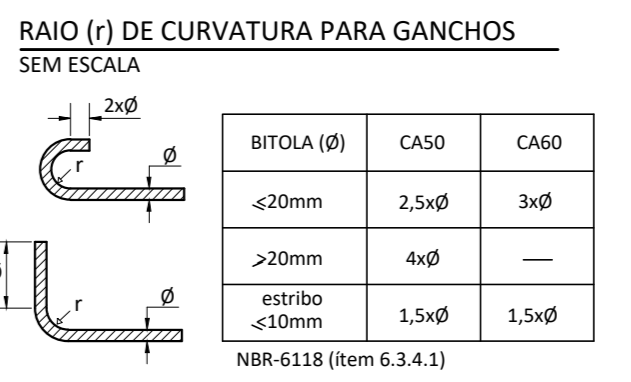 RAIO (r) DE CURVATURA PARA GANCHOS
SEM ESCALA
2xØ
r
Ø
r
Ø
BITOLA (Ø) CA50 CA60
⩽20mm 2,5xØ 3xØ
>20mm 4xØ —
estribo
⩽10mm 1,5xØ 1,5xØ
NBR-6118 (ítem 6.3.4.1)